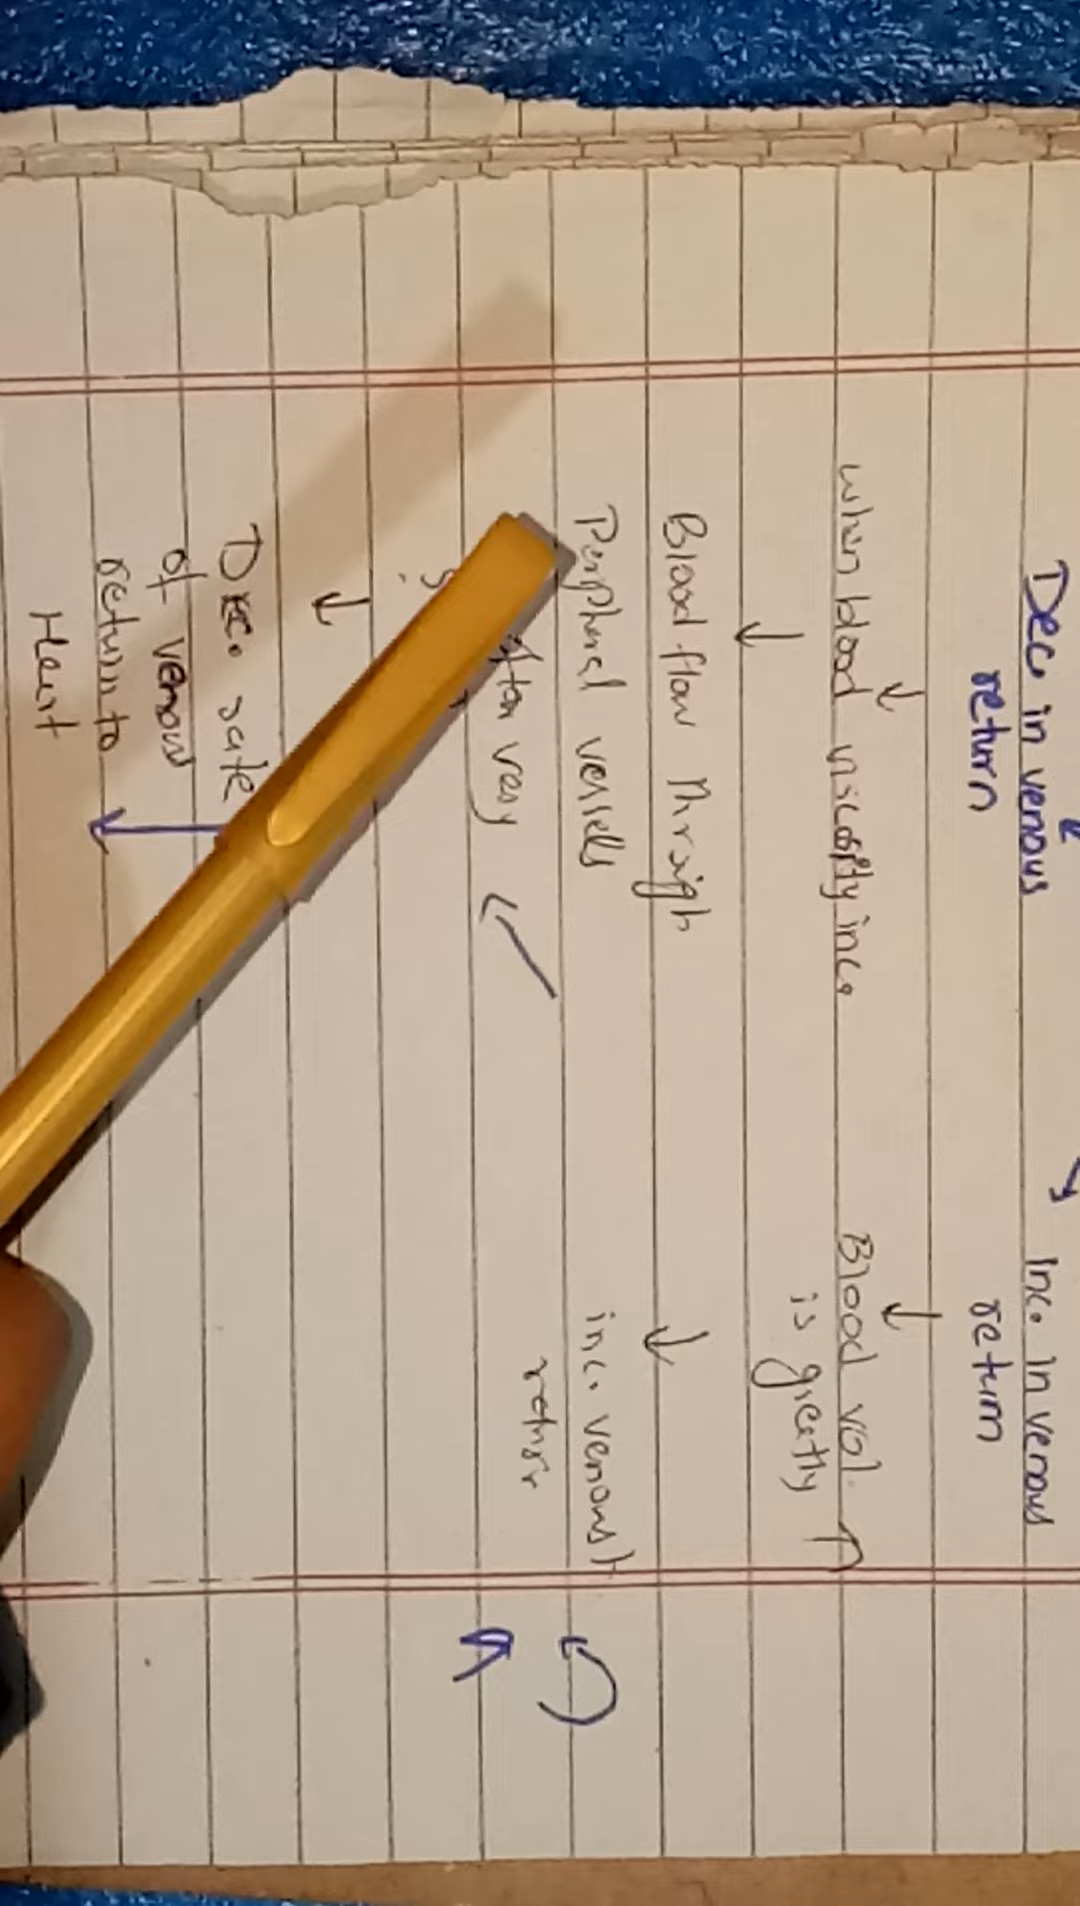 Dec. in venous
return
Inc. in venous
return
↓
↓
when blood viscosity inc.
Blood vol. ↑
is greatly
↓
Blood flow through
Peripheral vessels
often very
↓
inc. venous
return
↓
Dec. rate
of venous
return to
Heart